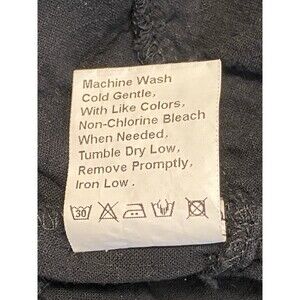 Machine Wash
Cold Gentle,
With Like Colors,
Non-Chlorine Bleach
When Needed,
Tumble Dry Low,
Remove Promptly,
Iron Low .
30